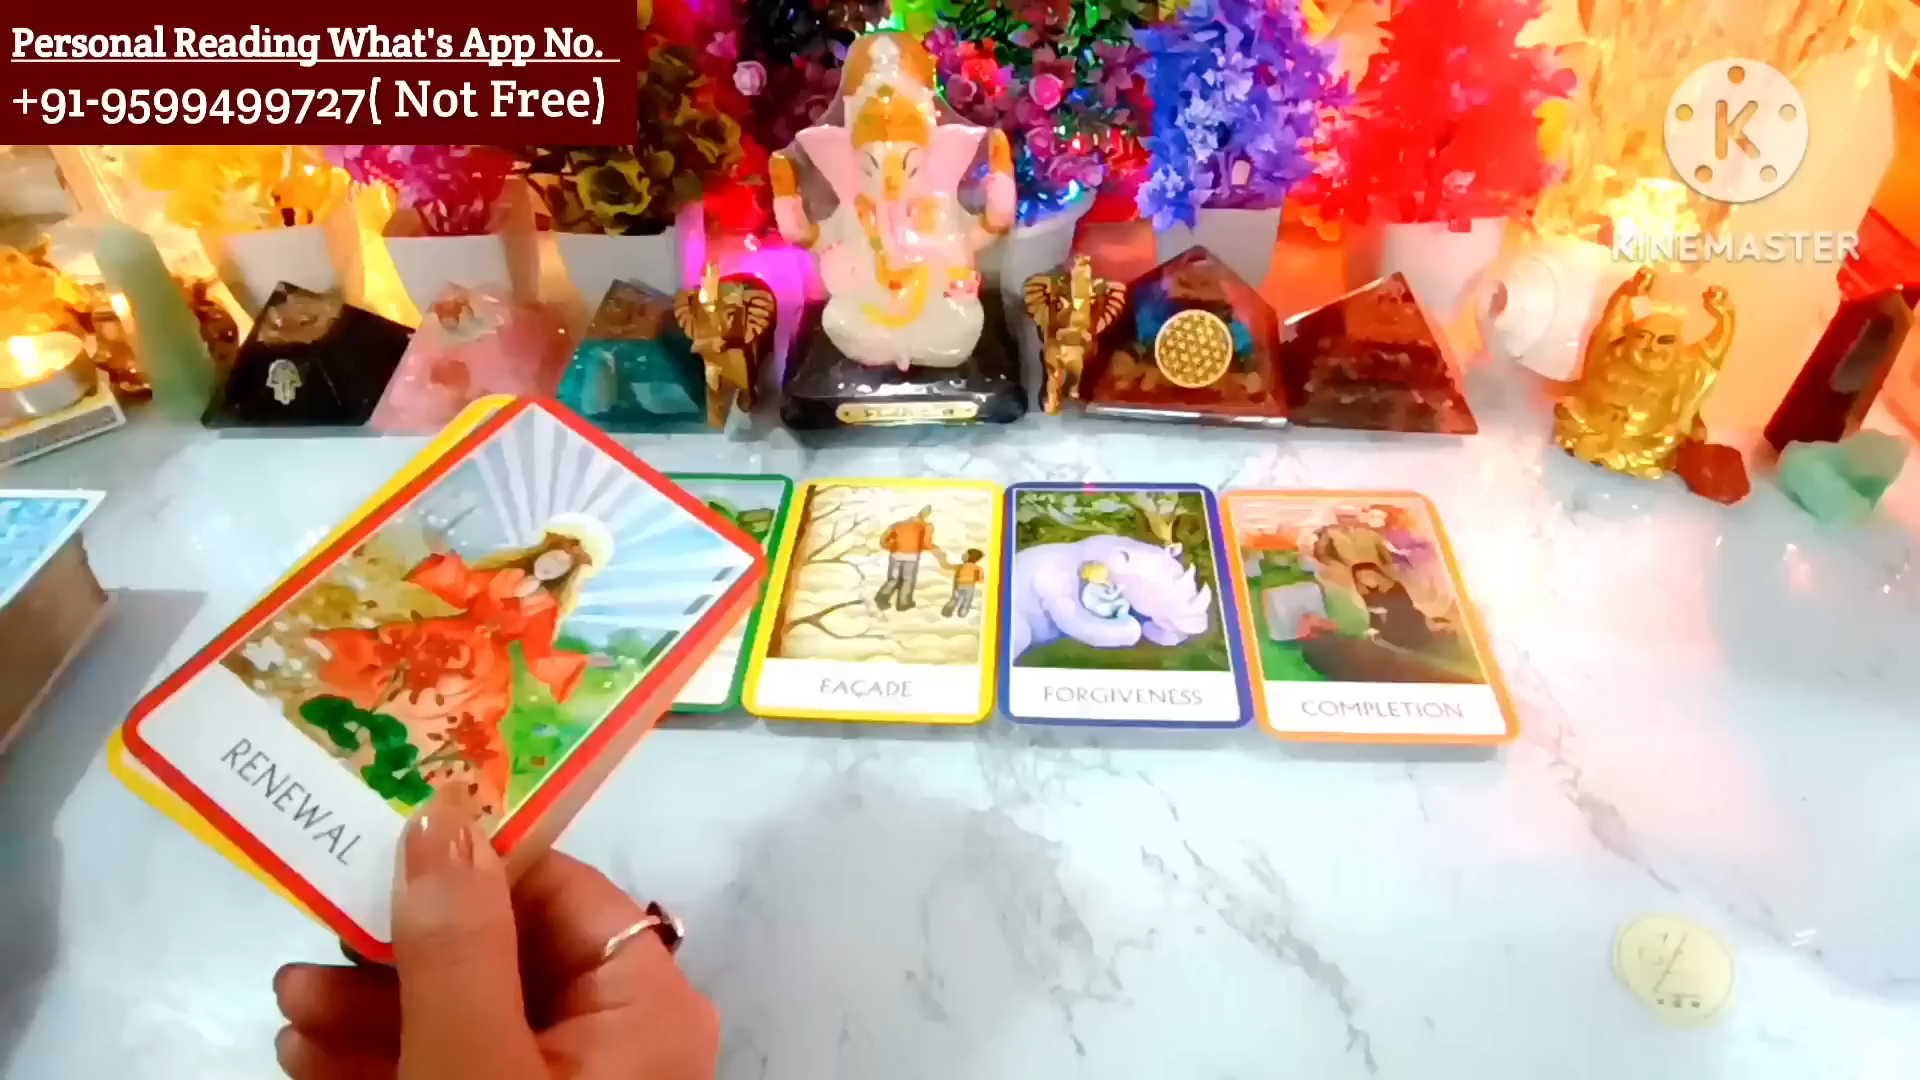 Personal Reading What's App No.
+91-9599499727( Not Free)
K
KINEMASTER
RENEWAL
FAÇADE
FORGIVENESS
COMPLETION